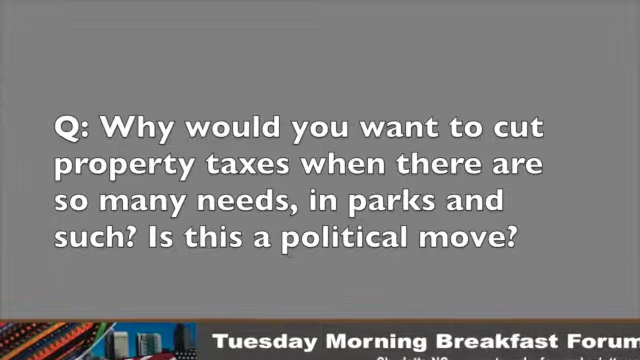 Q: Why would you want to cut
property taxes when there are
so many needs, in parks and
such? Is this a political move?
Tuesday Morning Breakfast Forum